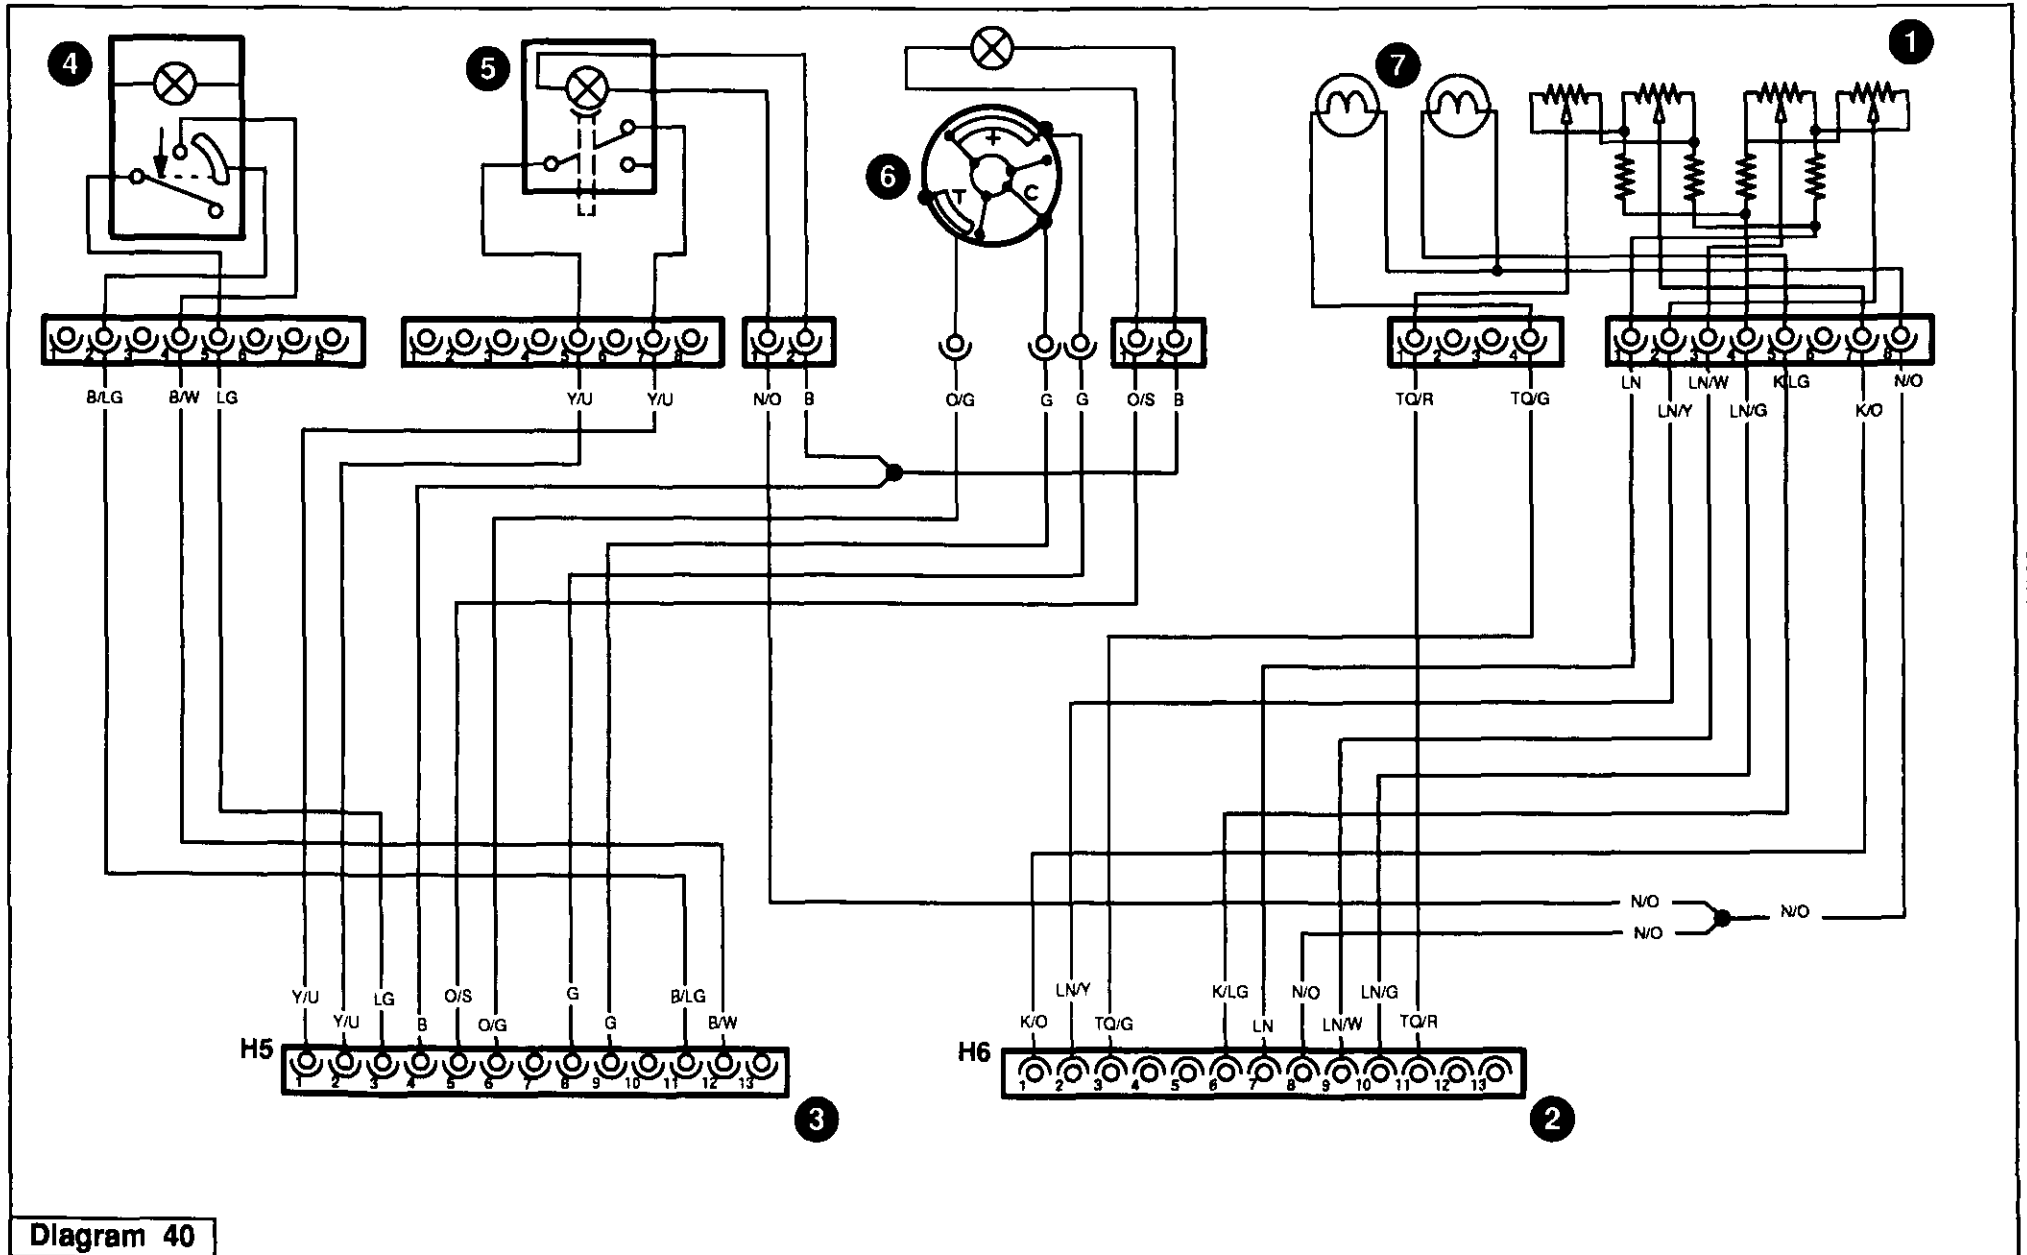 4
5
6
7
1
+
T
C
1 2 3 4 5 6 7 8
1 2 3 4 5 6 7 8
1 2
1 2
1 2 3 4
1 2 3 4 5 6 7 8
B/LG B/W LG
Y/U Y/U
N/O B
O/G G G
O/S B
TQ/R TQ/G
LN LN/W K/LG N/O
LN/Y LN/G K/O
N/O
N/O
N/O
Y/U LG O/S G B/LG
Y/U B O/G G B/W
LN/Y K/LG N/O LN/G
K/O TQ/G LN LN/W TQ/R
H5
1 2 3 4 5 6 7 8 9 10 11 12 13
3
H6
1 2 3 4 5 6 7 8 9 10 11 12 13
2
Diagram 40